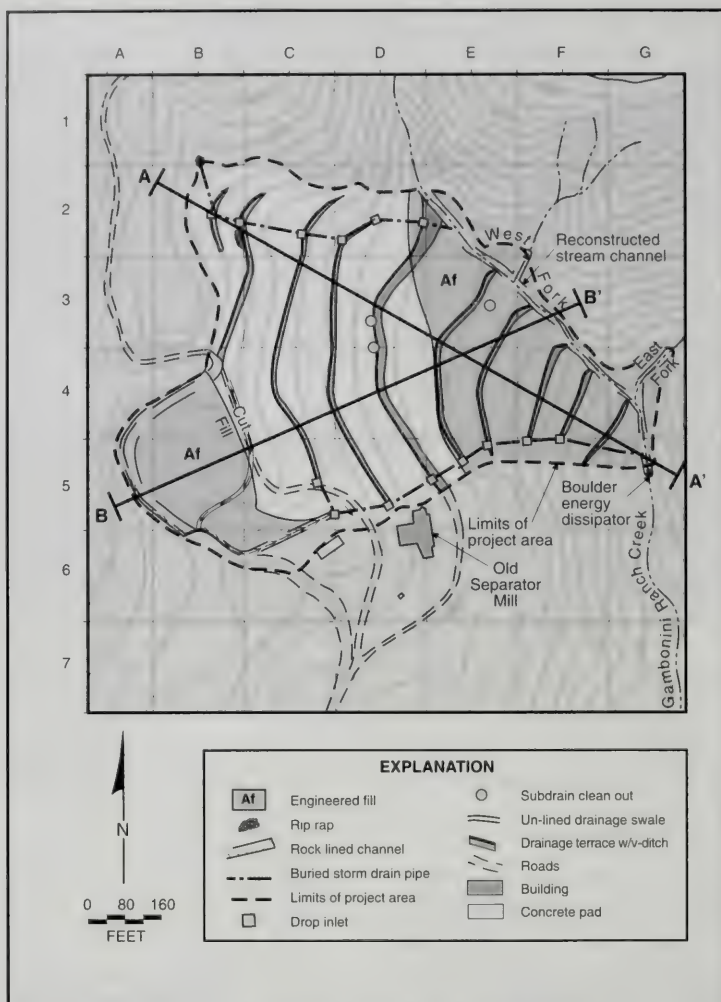 A B C D E F G
1
2
3
4
5
6
7
A
West
Fork
Reconstructed
stream channel
Af
B'
East
Fork
Cut
Fill
Af
B
A'
Boulder
energy
dissipator
Limits of
project area
Old
Separator
Mill
Gambonini Ranch Creek
N
0 80 160
FEET
EXPLANATION
Af Engineered fill
Rip rap
Rock lined channel
Buried storm drain pipe
Limits of project area
Drop inlet
Subdrain clean out
Un-lined drainage swale
Drainage terrace w/v-ditch
Roads
Building
Concrete pad